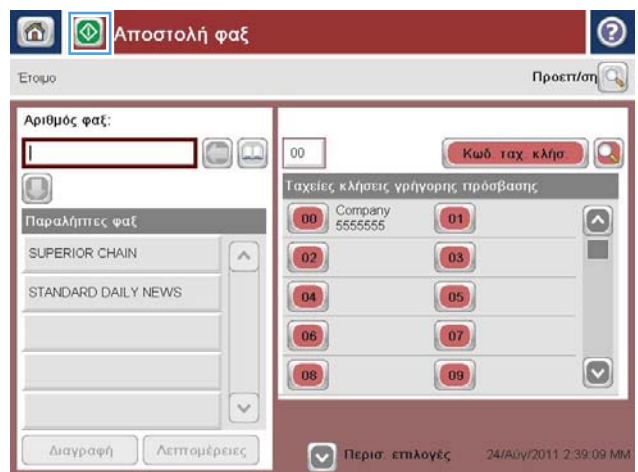 Αποστολή φαξ
Έτοιμο
Προεπ/ση
Αριθμός φαξ:
00
Κωδ. ταχ. κλήσ.
Ταχείες κλήσεις γρήγορης πρόσβασης
00 Company 5555555
01
02
03
04
05
06
07
08
09
Παραλήπτες φαξ
SUPERIOR CHAIN
STANDARD DAILY NEWS
Διαγραφή
Λεπτομέρειες
Περισ. επιλογές
24/Αύγ/2011 2:39:09 ΜΜ